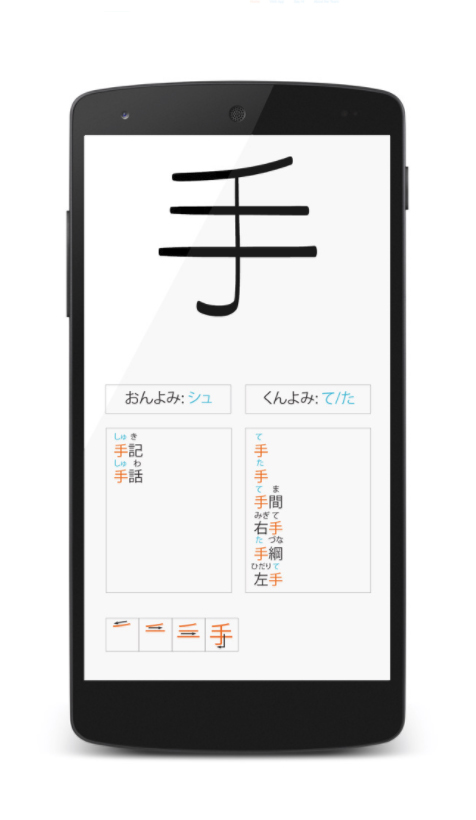 手
おんよみ: シュ
くんよみ: て/た
しゅ き
手記
しゅ わ
手話
て
手
た
手
て ま
手間
みぎ て
右手
た づな
手綱
ひだり て
左手
手